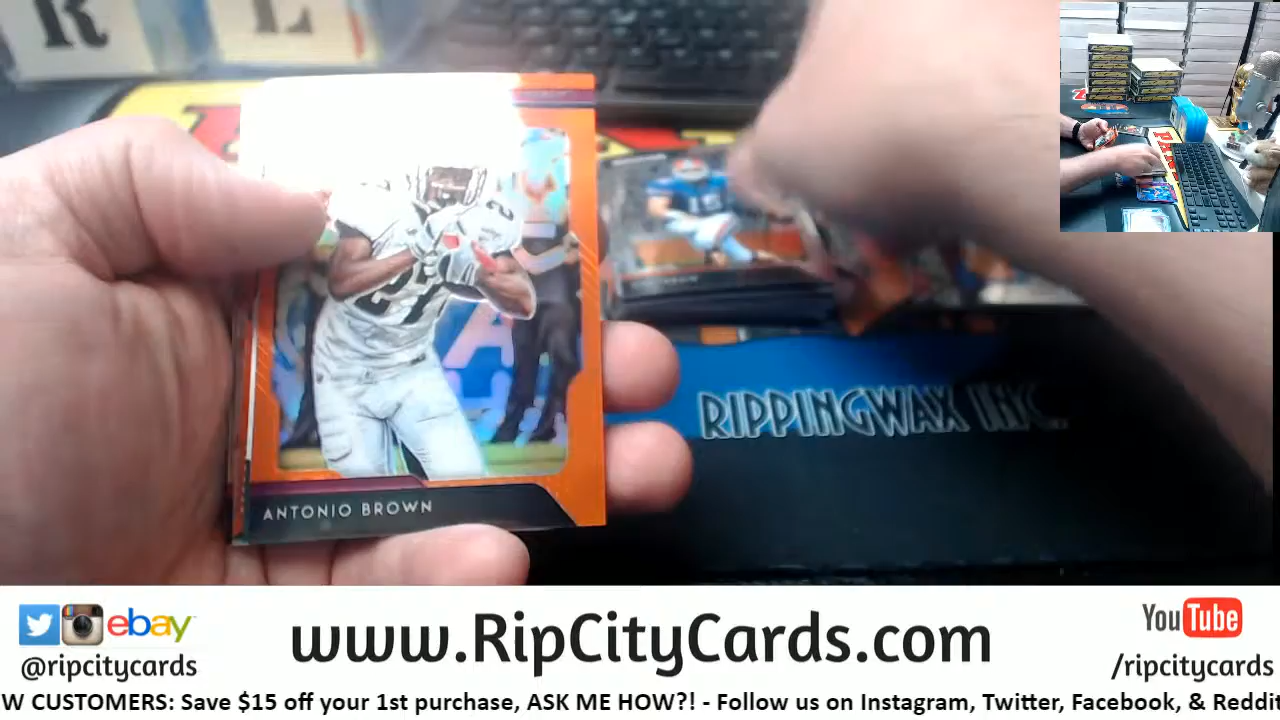 R L
27
A
ANTONIO BROWN
RIPPINGWAX INC.
ebay
@ripcitycards
www.RipCityCards.com
YouTube
/ripcitycards
W CUSTOMERS: Save $15 off your 1st purchase, ASK ME HOW?! - Follow us on Instagram, Twitter, Facebook, & Reddit